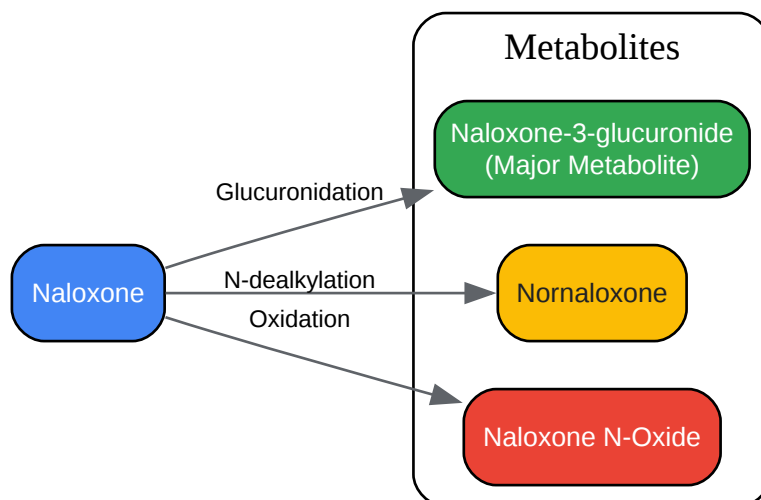 Metabolites
Naloxone-3-glucuronide
(Major Metabolite)
Glucuronidation
Naloxone
N-dealkylation
Nornaloxone
Oxidation
Naloxone N-Oxide